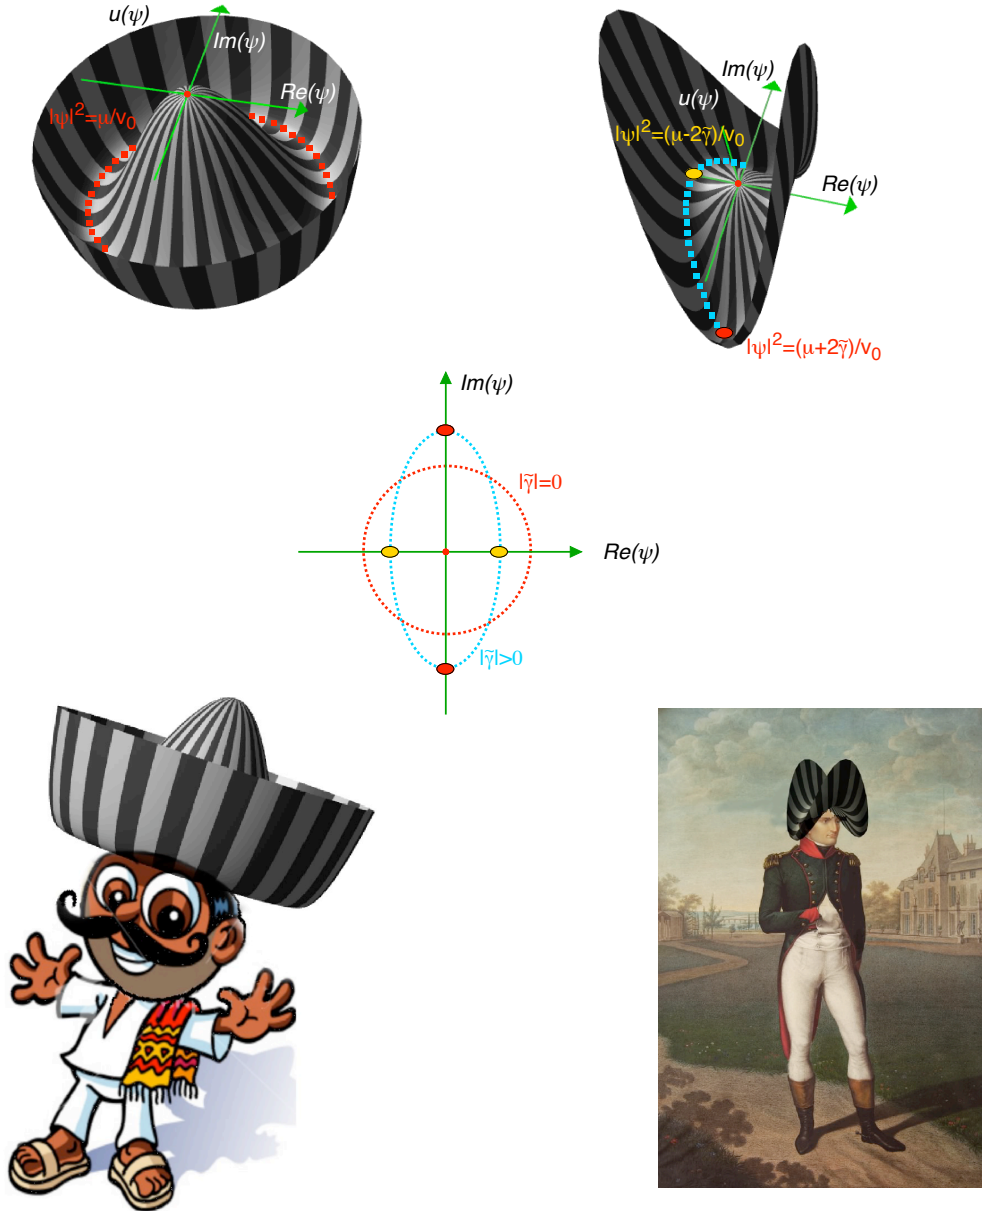 u(ψ)
Im(ψ)
Re(ψ)
|ψ|²=μ/v₀
Im(ψ)
u(ψ)
|ψ|²=(μ-2γ̃)/v₀
Re(ψ)
|ψ|²=(μ+2γ̃)/v₀
Im(ψ)
|γ̃|=0
Re(ψ)
|γ̃|>0